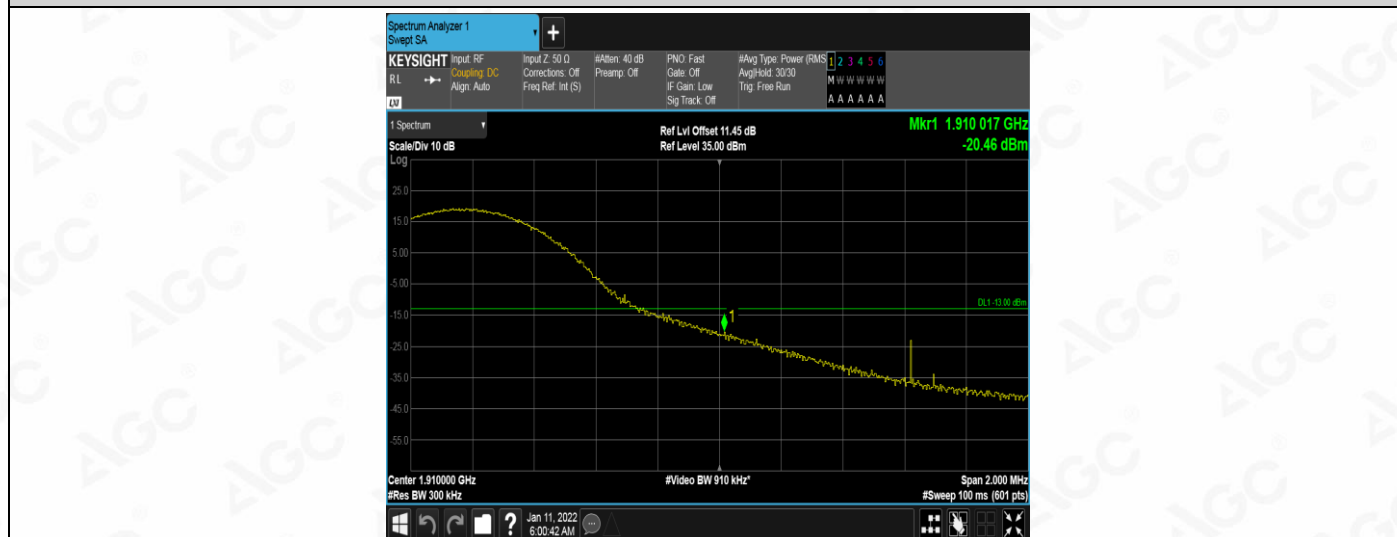 Spectrum Analyzer 1
Swept SA
+
KEYSIGHT
R L
LXI
Input: RF
Coupling: DC
Align: Auto
Input Z: 50 Ω
Corrections: Off
Freq Ref: Int (S)
#Atten: 40 dB
Preamp: Off
PNO: Fast
Gate: Off
IF Gain: Low
Sig Track: Off
#Avg Type: Power (RMS
Avg|Hold: 30/30
Trig: Free Run
1 2 3 4 5 6
M W W W W W
A A A A A A
1 Spectrum
Scale/Div 10 dB
Ref Lvl Offset 11.45 dB
Ref Level 35.00 dBm
Mkr1 1.910 017 GHz
-20.46 dBm
Log
25.0
15.0
5.00
-5.00
DL1 -13.00 dBm
-15.0
1
-25.0
-35.0
-45.0
-55.0
Center 1.910000 GHz
#Video BW 910 kHz*
Span 2.000 MHz
#Res BW 300 kHz
#Sweep 100 ms (601 pts)
?
Jan 11, 2022
6:00:42 AM
AGC